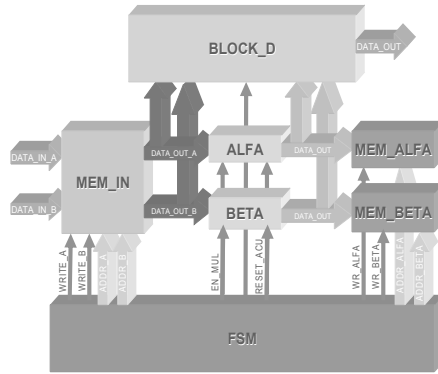 BLOCK_D
DATA_OUT
DATA_IN_A
DATA_OUT_A
ALFA
DATA_OUT
MEM_ALFA
MEM_IN
DATA_IN_B
DATA_OUT_B
BETA
DATA_OUT
MEM_BETA
WRITE_A
WRITE_B
ADDR_A
ADDR_B
EN_MUL
RESET_ACU
WR_ALFA
WR_BETA
ADDR_ALFA
ADDR_BETA
FSM